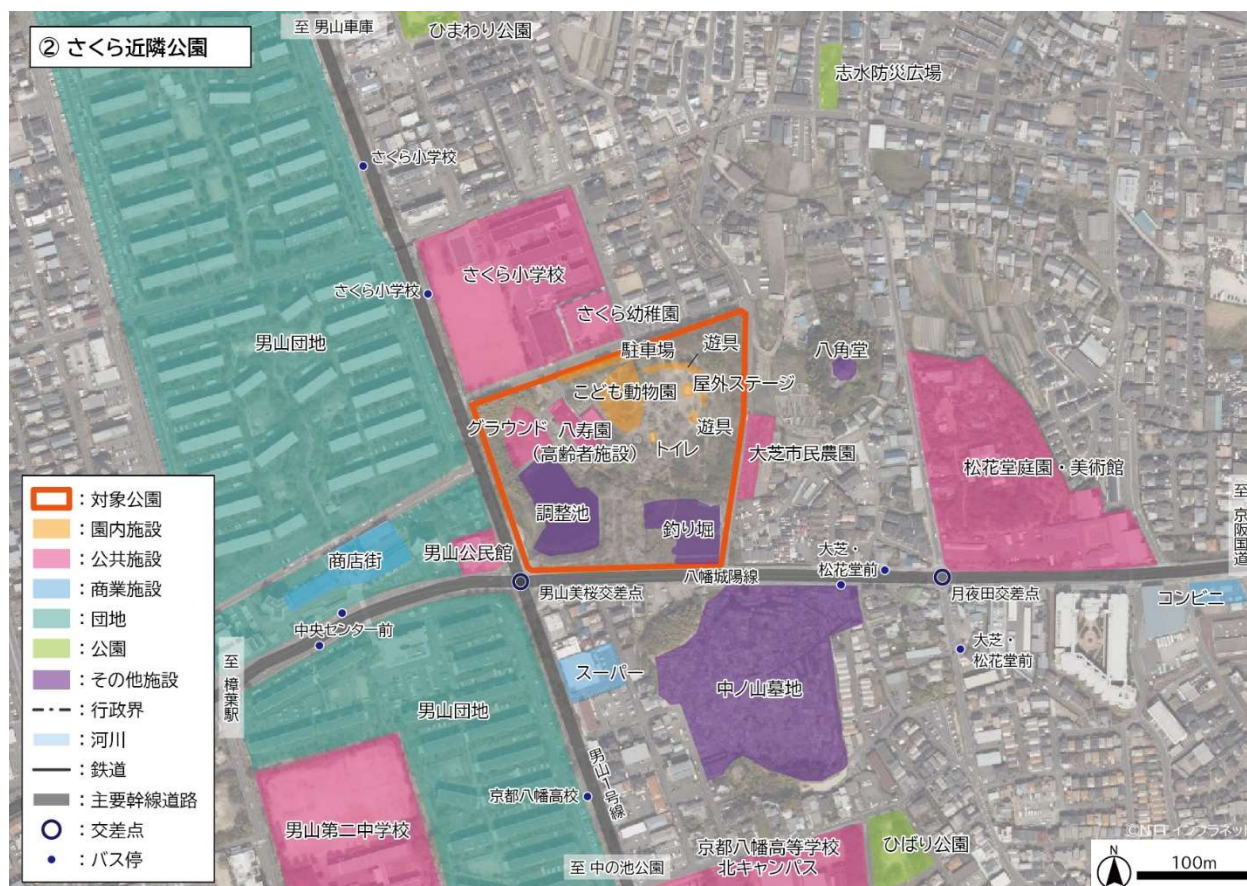 ② さくら近隣公園
至 男山車庫
ひまわり公園
志水防災広場
さくら小学校
さくら小学校
さくら小学校
さくら幼稚園
男山団地
駐車場
遊具
八角堂
こども動物園
屋外ステージ
グラウンド
八寿園
(高齢者施設)
トイレ
遊具
大芝市民農園
松花堂庭園・美術館
至 京阪国道
調整池
釣り堀
商店街
男山公民館
大芝・
松花堂前
八幡城陽線
男山美桜交差点
月夜田交差点
コンビニ
中央センター前
大芝・
松花堂前
至 樟葉駅
スーパー
中ノ山墓地
男山団地
男山1号線
京都八幡高校
男山第二中学校
至 中の池公園
京都八幡高等学校
北キャンパス
ひばり公園
:対象公園
:園内施設
:公共施設
:商業施設
:団地
:公園
:その他施設
:行政界
:河川
:鉄道
:主要幹線道路
:交差点
:バス停
N
100m